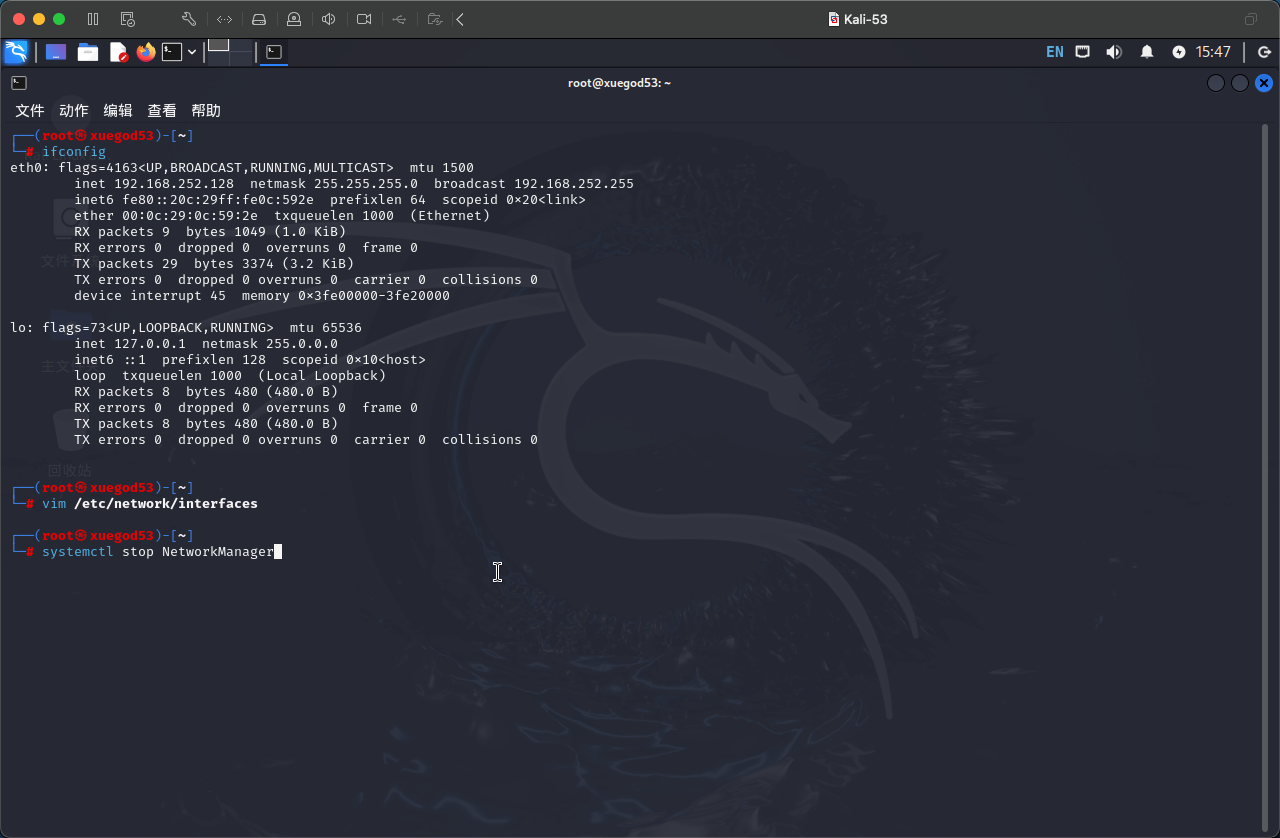 Kali-53
EN 15:47
root@xuegod53: ~
文件 动作 编辑 查看 帮助
┌──(root㉿xuegod53)-[~]
└─# ifconfig
eth0: flags=4163<UP,BROADCAST,RUNNING,MULTICAST>  mtu 1500
        inet 192.168.252.128  netmask 255.255.255.0  broadcast 192.168.252.255
        inet6 fe80::20c:29ff:fe0c:592e  prefixlen 64  scopeid 0×20<link>
        ether 00:0c:29:0c:59:2e  txqueuelen 1000  (Ethernet)
        RX packets 9  bytes 1049 (1.0 KiB)
        RX errors 0  dropped 0  overruns 0  frame 0
        TX packets 29  bytes 3374 (3.2 KiB)
        TX errors 0  dropped 0 overruns 0  carrier 0  collisions 0
        device interrupt 45  memory 0×3fe00000-3fe20000
lo: flags=73<UP,LOOPBACK,RUNNING>  mtu 65536
        inet 127.0.0.1  netmask 255.0.0.0
        inet6 ::1  prefixlen 128  scopeid 0×10<host>
        loop  txqueuelen 1000  (Local Loopback)
        RX packets 8  bytes 480 (480.0 B)
        RX errors 0  dropped 0  overruns 0  frame 0
        TX packets 8  bytes 480 (480.0 B)
        TX errors 0  dropped 0 overruns 0  carrier 0  collisions 0
回收站
┌──(root㉿xuegod53)-[~]
└─# vim /etc/network/interfaces
┌──(root㉿xuegod53)-[~]
└─# systemctl stop NetworkManager